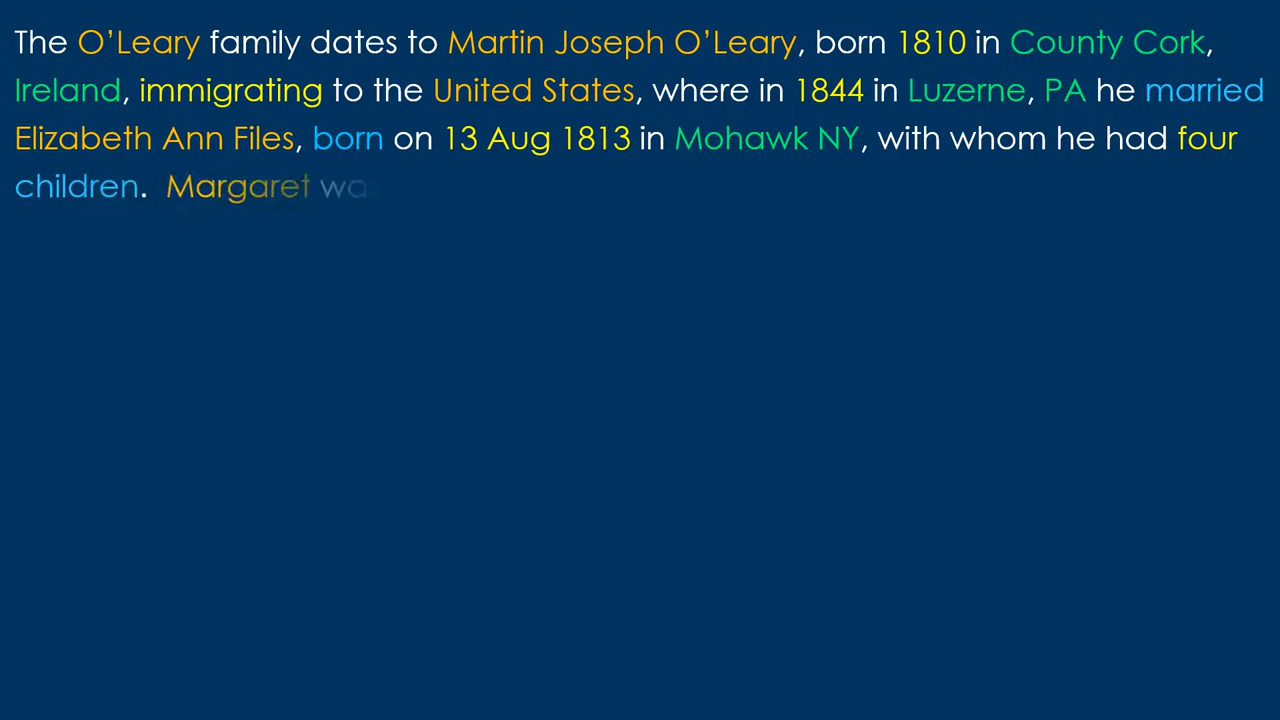 The O’Leary family dates to Martin Joseph O’Leary, born 1810 in County Cork,
Ireland, immigrating to the United States, where in 1844 in Luzerne, PA he married
Elizabeth Ann Files, born on 13 Aug 1813 in Mohawk NY, with whom he had four
children.  Margaret